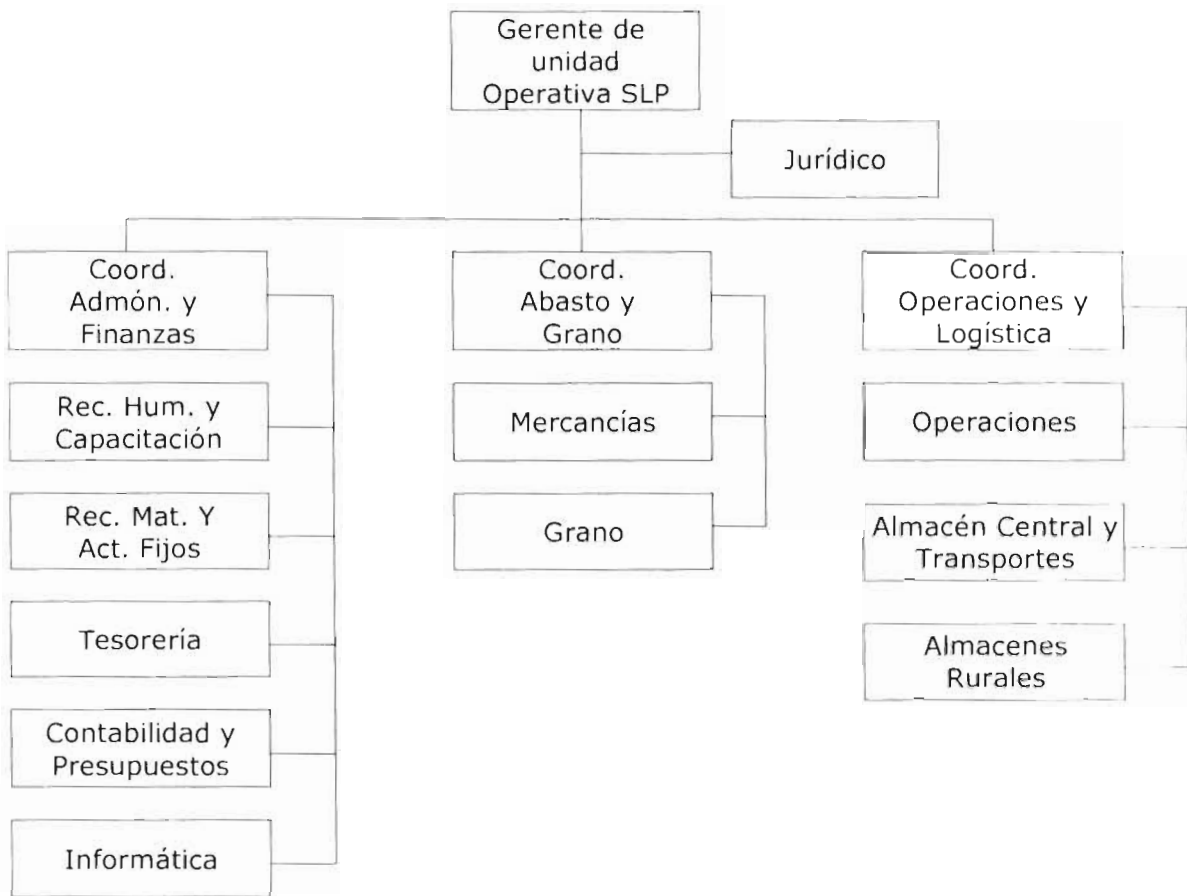 Gerente de
unidad
Operativa SLP
Jurídico
Coord.
Admón. y
Finanzas
Rec. Hum. y
Capacitación
Rec. Mat. Y
Act. Fijos
Tesorería
Contabilidad y
Presupuestos
Informática
Coord.
Abasto y
Grano
Mercancías
Grano
Coord.
Operaciones y
Logística
Operaciones
Almacén Central y
Transportes
Almacenes
Rurales